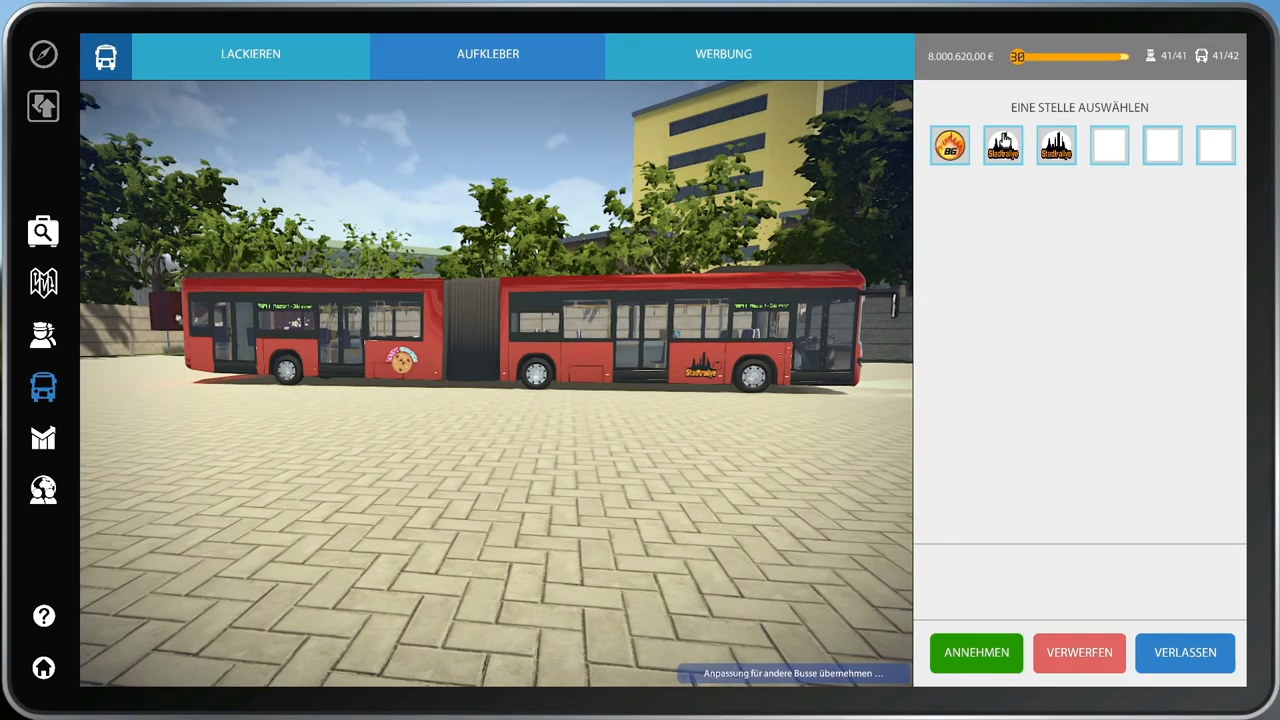 LACKIEREN
AUFKLEBER
WERBUNG
8.000.620,00 €
30
41/41
41/42
EINE STELLE AUSWÄHLEN
BG
Stadtrallye
Stadtrallye
Stadtrallye
ANNEHMEN
VERWERFEN
VERLASSEN
Anpassung für andere Busse übernehmen ...